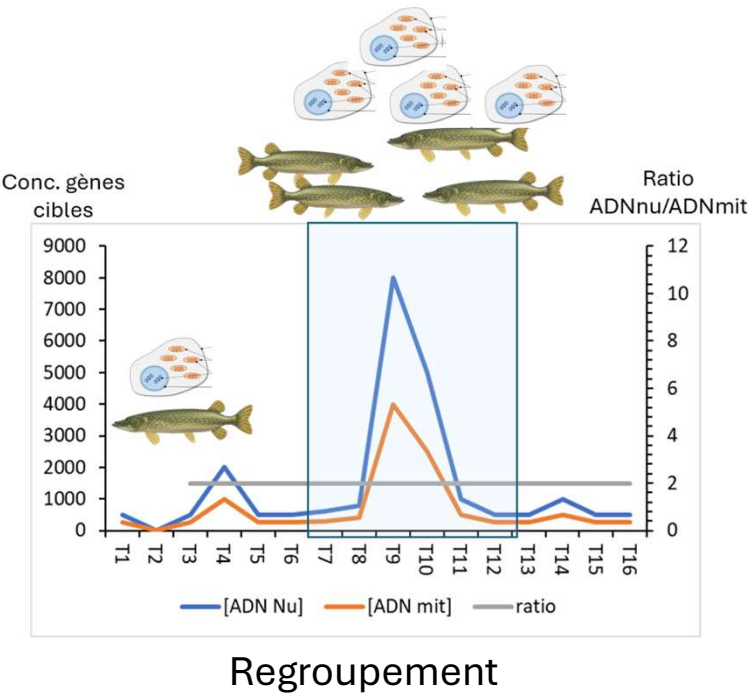 Conc. gènes
cibles
Ratio
ADNnu/ADNmit
9000
8000
7000
6000
5000
4000
3000
2000
1000
0
12
10
8
6
4
2
0
T1 T2 T3 T4 T5 T6 T7 T8 T9 T10 T11 T12 T13 T14 T15 T16
[ADN Nu] [ADN mit] ratio
Regroupement